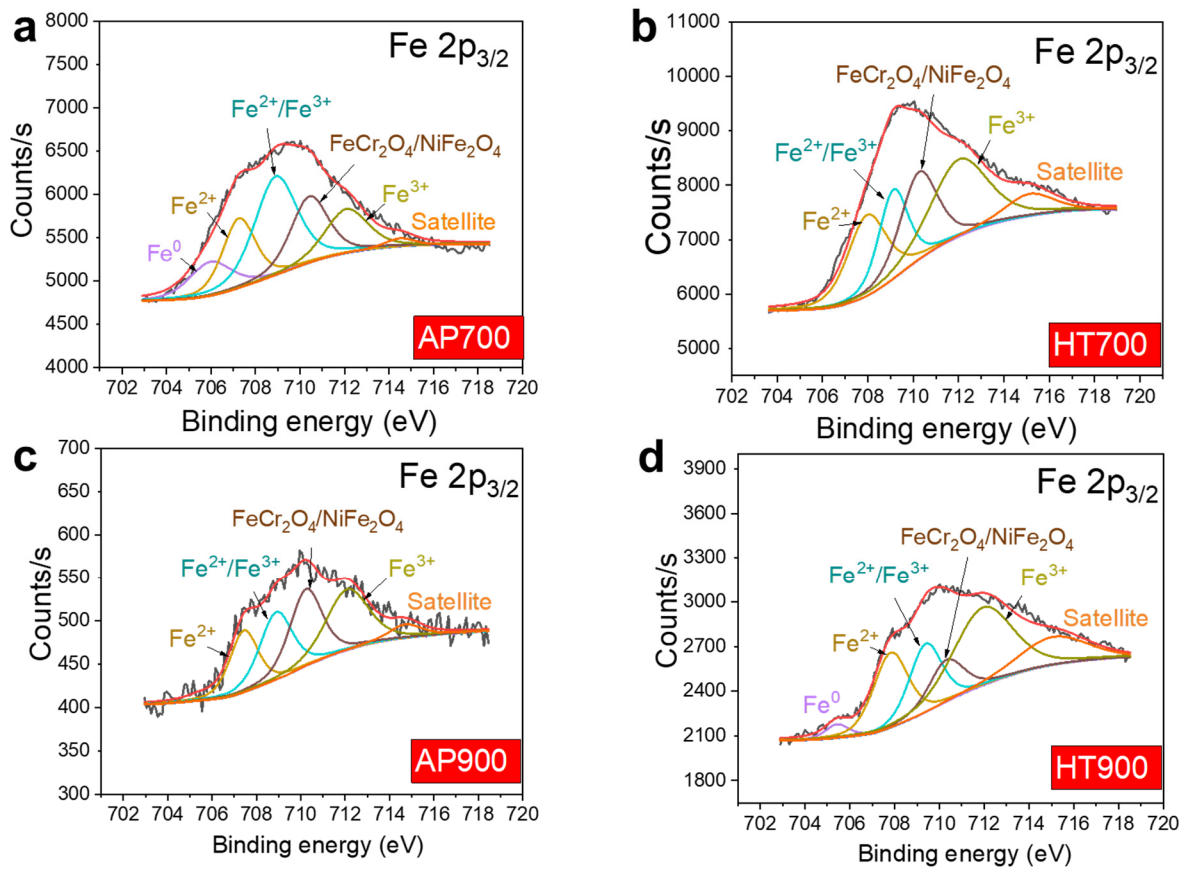 a
Fe 2p3/2
Fe0
Fe2+
Fe2+/Fe3+
FeCr2O4/NiFe2O4
Fe3+
Satellite
AP700
Counts/s
8000
7500
7000
6500
6000
5500
5000
4500
4000
702 704 706 708 710 712 714 716 718 720
Binding energy (eV)
b
Fe 2p3/2
FeCr2O4/NiFe2O4
Fe3+
Fe2+/Fe3+
Satellite
Fe2+
HT700
Counts/s
11000
10000
9000
8000
7000
6000
5000
702 704 706 708 710 712 714 716 718 720
Binding energy (eV)
c
Fe 2p3/2
FeCr2O4/NiFe2O4
Fe2+/Fe3+
Fe3+
Satellite
Fe2+
AP900
Counts/s
700
650
600
550
500
450
400
350
300
702 704 706 708 710 712 714 716 718 720
Binding energy (eV)
d
Fe 2p3/2
FeCr2O4/NiFe2O4
Fe2+/Fe3+
Fe3+
Satellite
Fe2+
Fe0
HT900
Counts/s
3900
3600
3300
3000
2700
2400
2100
1800
702 704 706 708 710 712 714 716 718 720
Binding energy (eV)